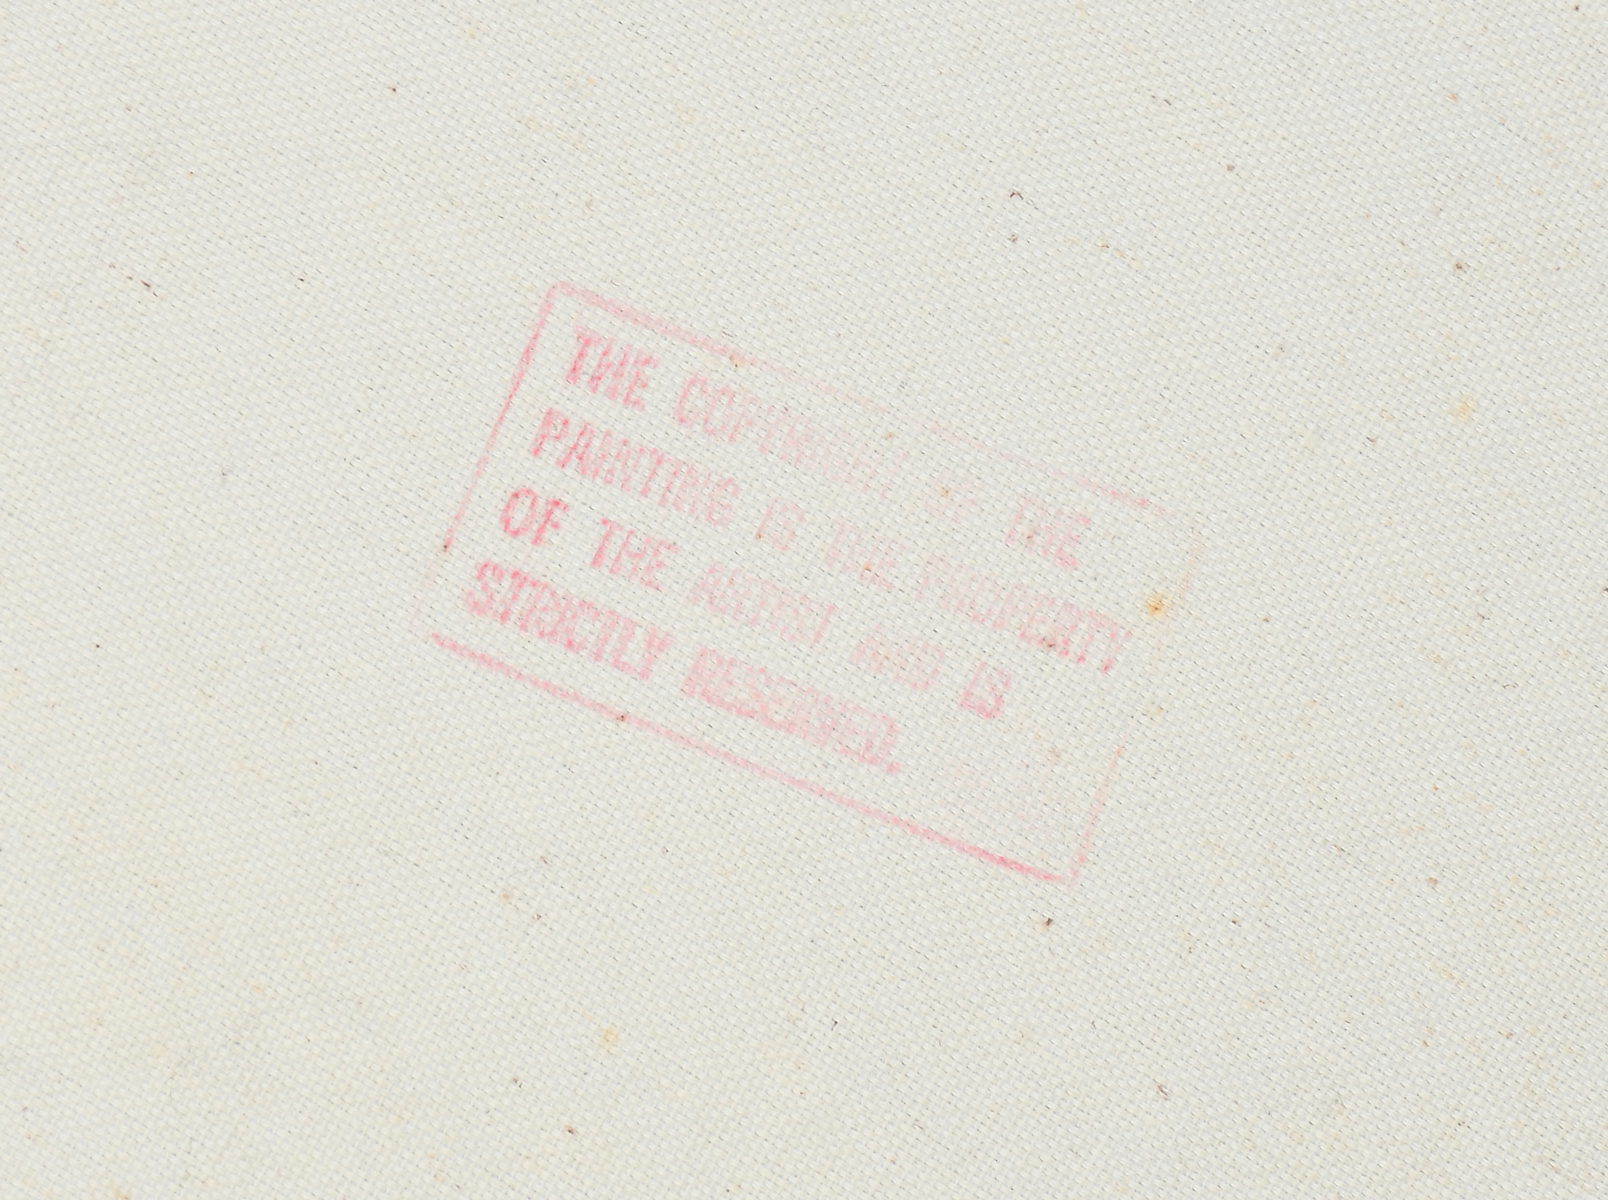 THE COPYRIGHT OF THE
PAINTING IS THE PROPERTY
OF THE ARTIST AND IS
STRICTLY RESERVED.